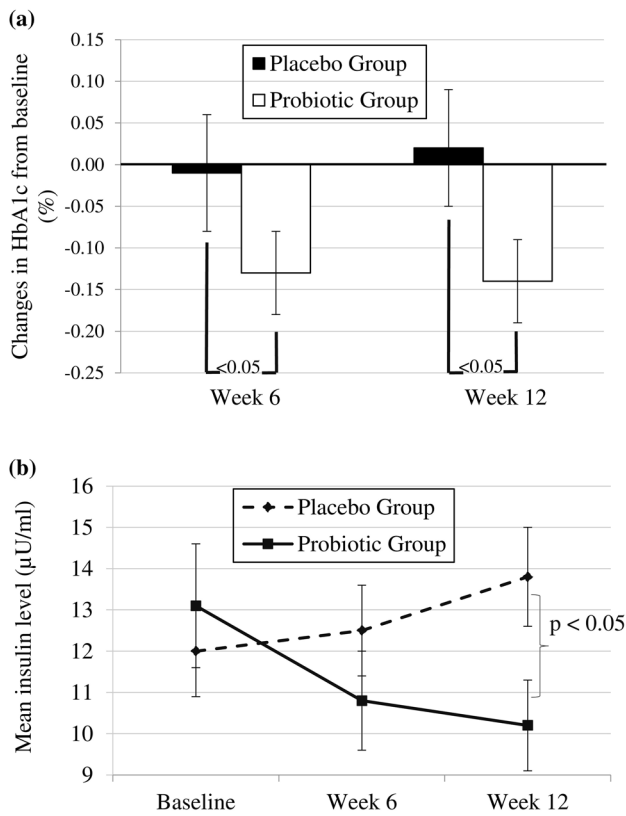 (a)
Changes in HbA1c from baseline
(%)
0.15
0.10
0.05
0.00
-0.05
-0.10
-0.15
-0.20
-0.25
Placebo Group
Probiotic Group
<0.05
<0.05
Week 6
Week 12
(b)
Mean insulin level (µU/ml)
16
15
14
13
12
11
10
9
Placebo Group
Probiotic Group
p < 0.05
Baseline
Week 6
Week 12